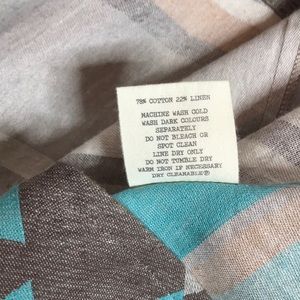 78% COTTON 22% LINEN
MACHINE WASH COLD
WASH DARK COLOURS
SEPARATELY
DO NOT BLEACH OR
SPOT CLEAN
LINE DRY ONLY
DO NOT TUMBLE DRY
WARM IRON IF NECESSARY
DRY CLEANABLE